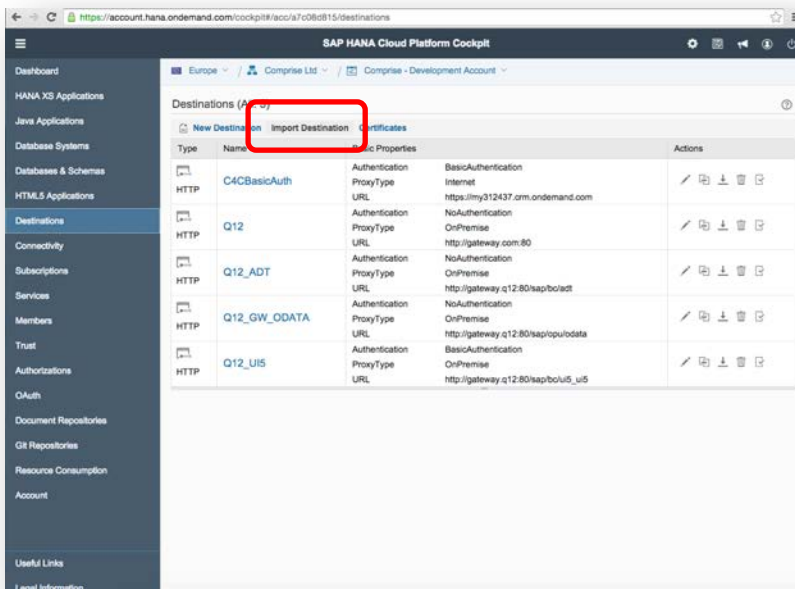 https://account.hana.ondemand.com/cockpit#/acc/a7c08d815/destinations
SAP HANA Cloud Platform Cockpit
Dashboard
HANA XS Applications
Java Applications
Database Systems
Databases & Schemas
HTML5 Applications
Destinations
Connectivity
Subscriptions
Services
Members
Trust
Authorizations
OAuth
Document Repositories
Git Repositories
Resource Consumption
Account
Useful Links
Legal Information
Europe / Comprise Ltd / Comprise - Development Account
Destinations
New Destination Import Destination Certificates
Type Name Basic Properties Actions
HTTP C4CBasicAuth
Authentication BasicAuthentication
ProxyType Internet
URL https://my312437.crm.ondemand.com
HTTP Q12
Authentication NoAuthentication
ProxyType OnPremise
URL http://gateway.com:80
HTTP Q12_ADT
Authentication NoAuthentication
ProxyType OnPremise
URL http://gateway.q12:80/sap/bc/adt
HTTP Q12_GW_ODATA
Authentication NoAuthentication
ProxyType OnPremise
URL http://gateway.q12:80/sap/opu/odata
HTTP Q12_UI5
Authentication BasicAuthentication
ProxyType OnPremise
URL http://gateway.q12:80/sap/bc/ui5_ui5